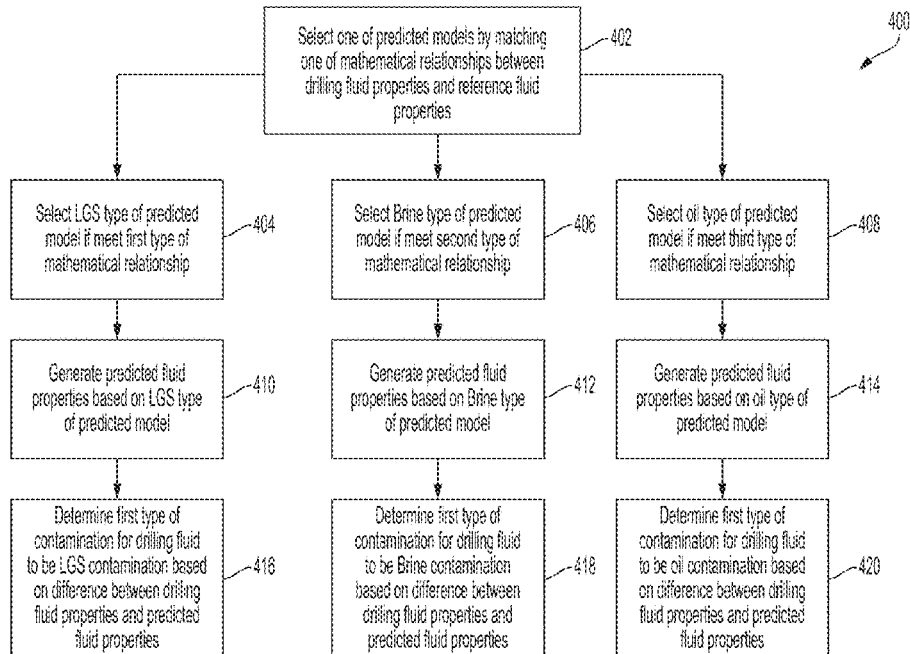 400
Select one of predicted models by matching
one of mathematical relationships between
drilling fluid properties and reference fluid
properties
402
Select LGS type of predicted
model if meet first type of
mathematical relationship
404
Select Brine type of predicted
model if meet second type of
mathematical relationship
406
Select oil type of predicted
model if meet third type of
mathematical relationship
408
Generate predicted fluid
properties based on LGS type
of predicted model
410
Generate predicted fluid
properties based on Brine type
of predicted model
412
Generate predicted fluid
properties based on oil type of
predicted model
414
Determine first type of
contamination for drilling fluid
to be LGS contamination based
on difference between drilling
fluid properties and predicted
fluid properties
416
Determine first type of
contamination for drilling fluid
to be Brine contamination
based on difference between
drilling fluid properties and
predicted fluid properties
418
Determine first type of
contamination for drilling fluid
to be oil contamination based
on difference between drilling
fluid properties and predicted
fluid properties
420